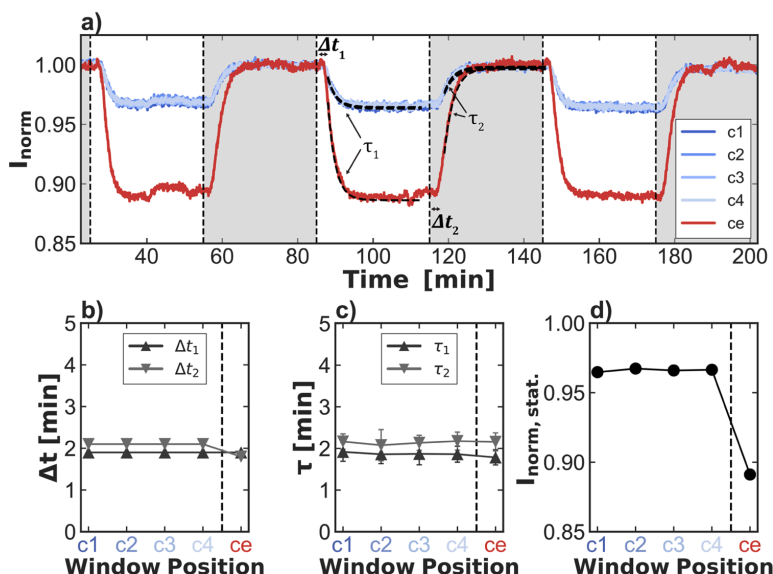 a)
Δt₁
1.00
0.95
0.90
0.85
I_norm
τ₁
τ₂
Δt₂
c1
c2
c3
c4
ce
40 60 80 100 120 140 160 180 200
Time [min]
b)
5
4
3
2
1
0
Δt [min]
Δt₁
Δt₂
c1 c2 c3 c4 ce
Window Position
c)
5
4
3
2
1
0
τ [min]
τ₁
τ₂
c1 c2 c3 c4 ce
Window Position
d)
1.00
0.95
0.90
0.85
I_norm, stat.
c1 c2 c3 c4 ce
Window Position